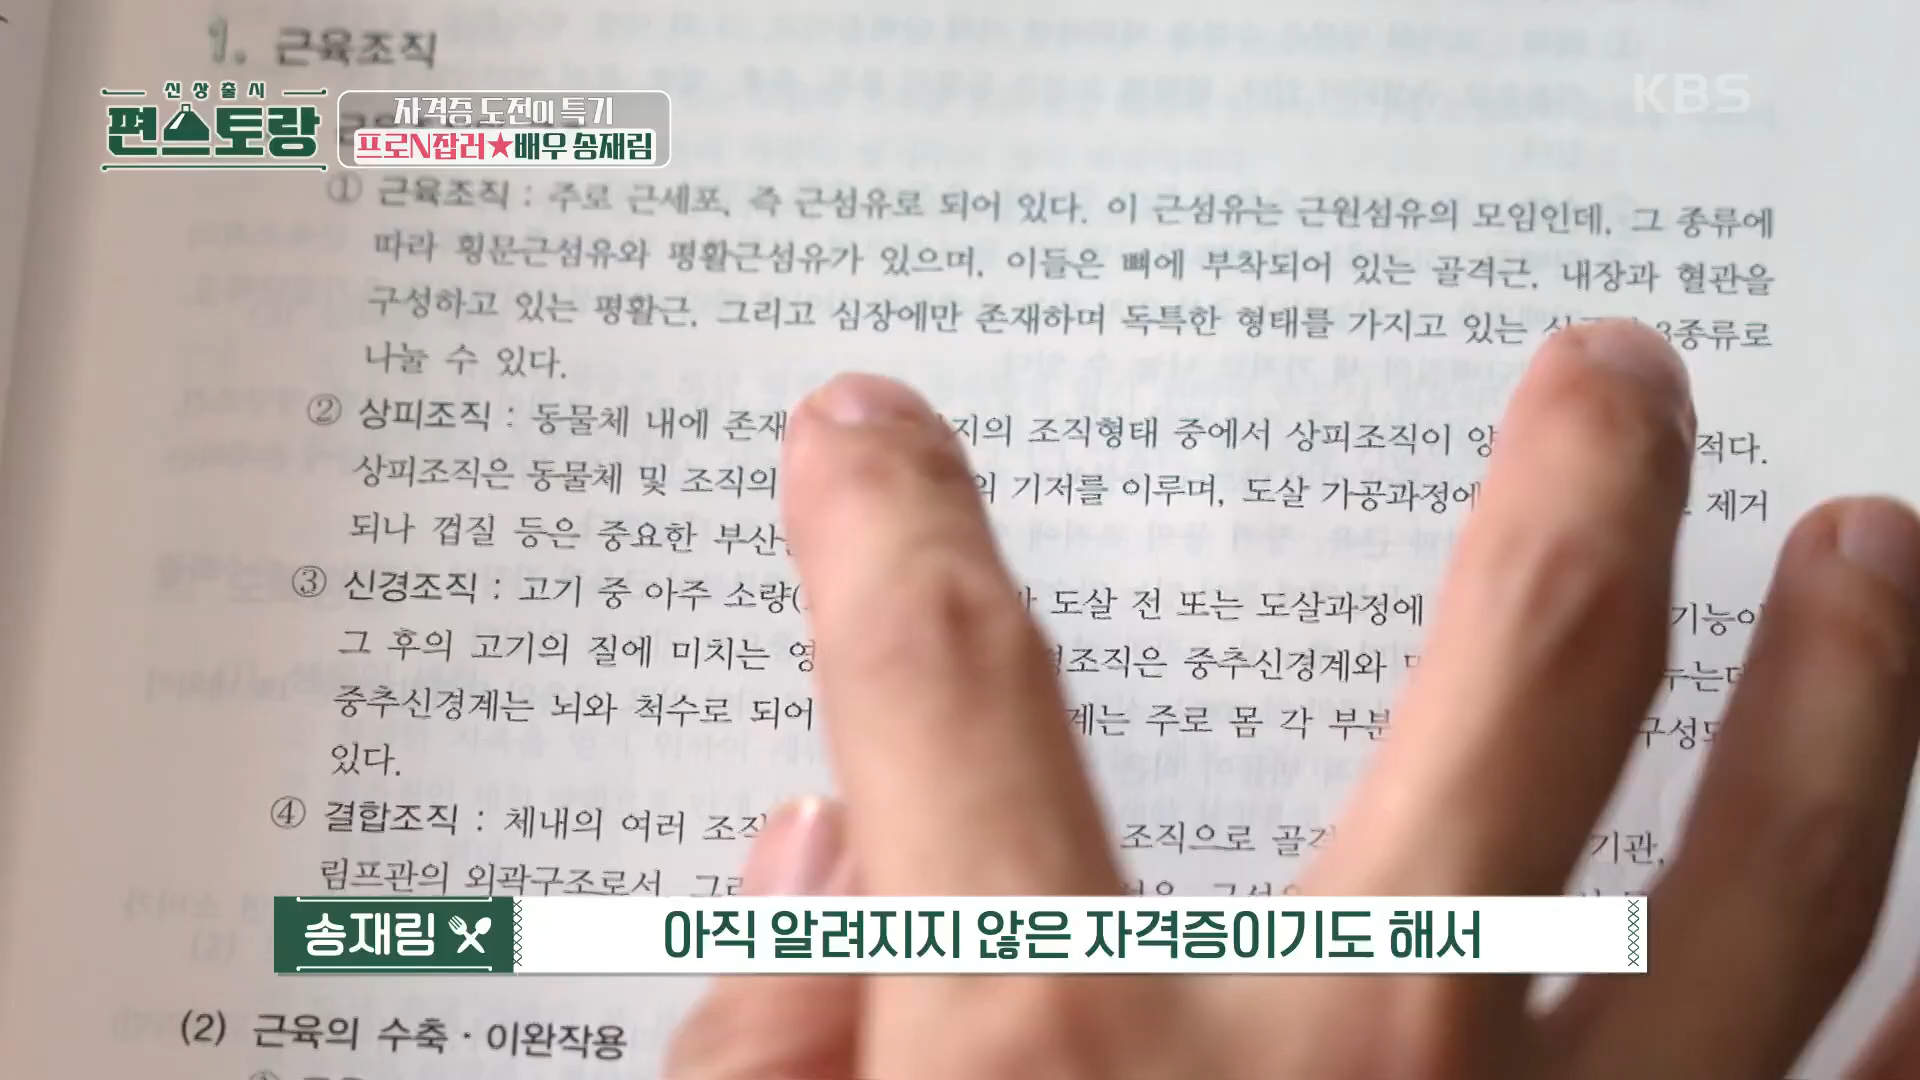 1. 근육조직
신상출시
편스토랑
자격증 도전이 특기
프로N잡러★배우 송재림
KBS
① 근육조직 : 주로 근세포, 즉 근섬유로 되어 있다. 이 근섬유는 근원섬유의 모임인데, 그 종류에
따라 횡문근섬유와 평활근섬유가 있으며, 이들은 뼈에 부착되어 있는 골격근, 내장과 혈관을
구성하고 있는 평활근, 그리고 심장에만 존재하며 독특한 형태를 가지고 있는 3종류로
나눌 수 있다.
② 상피조직 : 동물체 내에 존재 조직형태 중에서 상피조직이 적다.
상피조직은 동물체 및 조직의 기저를 이루며, 도살 가공과정에 제거
되나 껍질 등은 중요한
③ 신경조직 : 고기 중 아주 소량( 도살 전 또는 도살과정에
그 후의 고기의 질에 미치는 중추신경계와
중추신경계는 뇌와 척수로 되어 주로 몸 각
있다.
④ 결합조직 : 체내의 여러 조직으로 기관,
림프관의 외곽구조로서,
송재림
아직 알려지지 않은 자격증이기도 해서
(2) 근육의 수축·이완작용